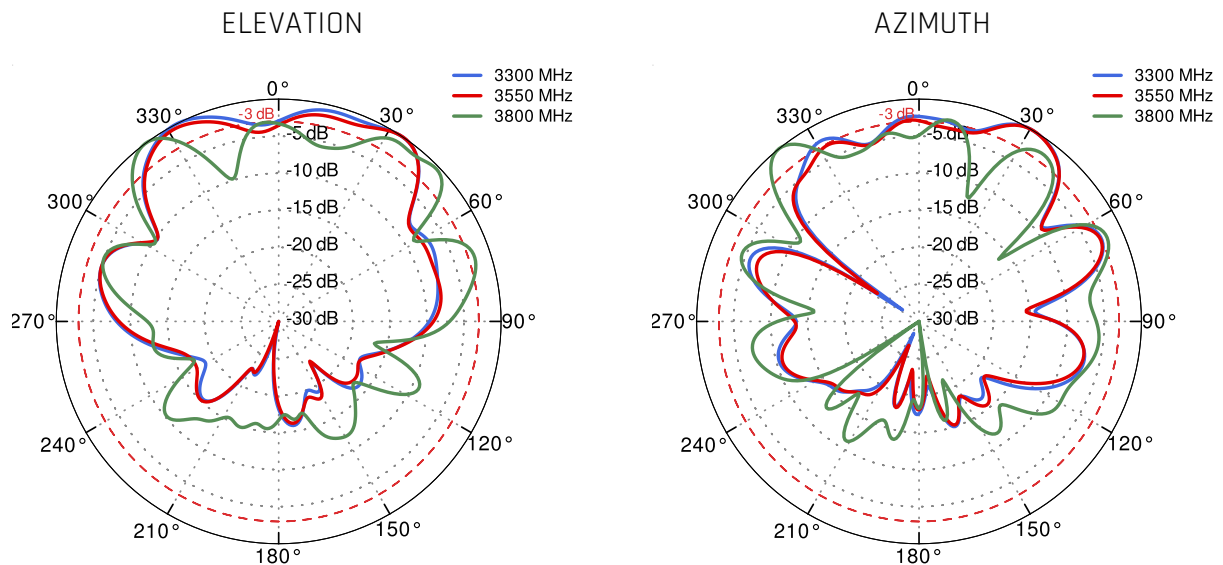 ELEVATION
3300 MHz
3550 MHz
3800 MHz
0°
330°
-3 dB
30°
-5 dB
-10 dB
300°
60°
-15 dB
-20 dB
-25 dB
270°
-30 dB
90°
240°
120°
210°
150°
180°
AZIMUTH
3300 MHz
3550 MHz
3800 MHz
0°
330°
-3 dB
30°
-5 dB
-10 dB
300°
60°
-15 dB
-20 dB
-25 dB
270°
-30 dB
90°
240°
120°
210°
150°
180°